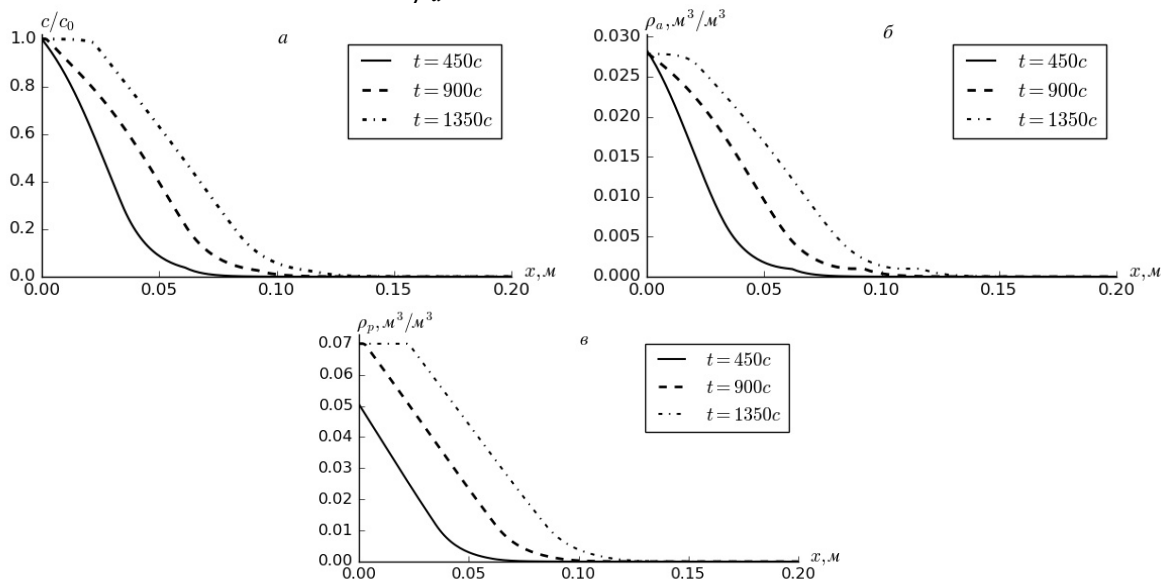 c/c₀
а
1.0
0.8
0.6
0.4
0.2
0.0
0.00 0.05 0.10 0.15 0.20
x, м
t = 450c
t = 900c
t = 1350c
ρₐ, м³/м³
б
0.030
0.025
0.020
0.015
0.010
0.005
0.000
0.00 0.05 0.10 0.15 0.20
x, м
t = 450c
t = 900c
t = 1350c
ρₚ, м³/м³
в
0.07
0.06
0.05
0.04
0.03
0.02
0.01
0.00
0.00 0.05 0.10 0.15 0.20
x, м
t = 450c
t = 900c
t = 1350c